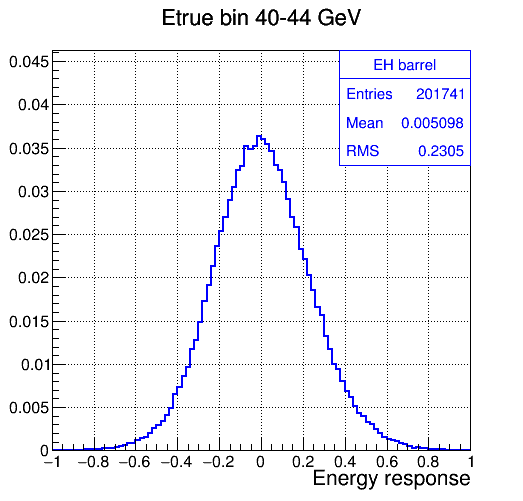 Etrue bin 40-44 GeV
EH barrel
Entries 201741
Mean 0.005098
RMS 0.2305
0.045
0.04
0.035
0.03
0.025
0.02
0.015
0.01
0.005
0
−1 −0.8 −0.6 −0.4 −0.2 0 0.2 0.4 0.6 0.8 1
Energy response